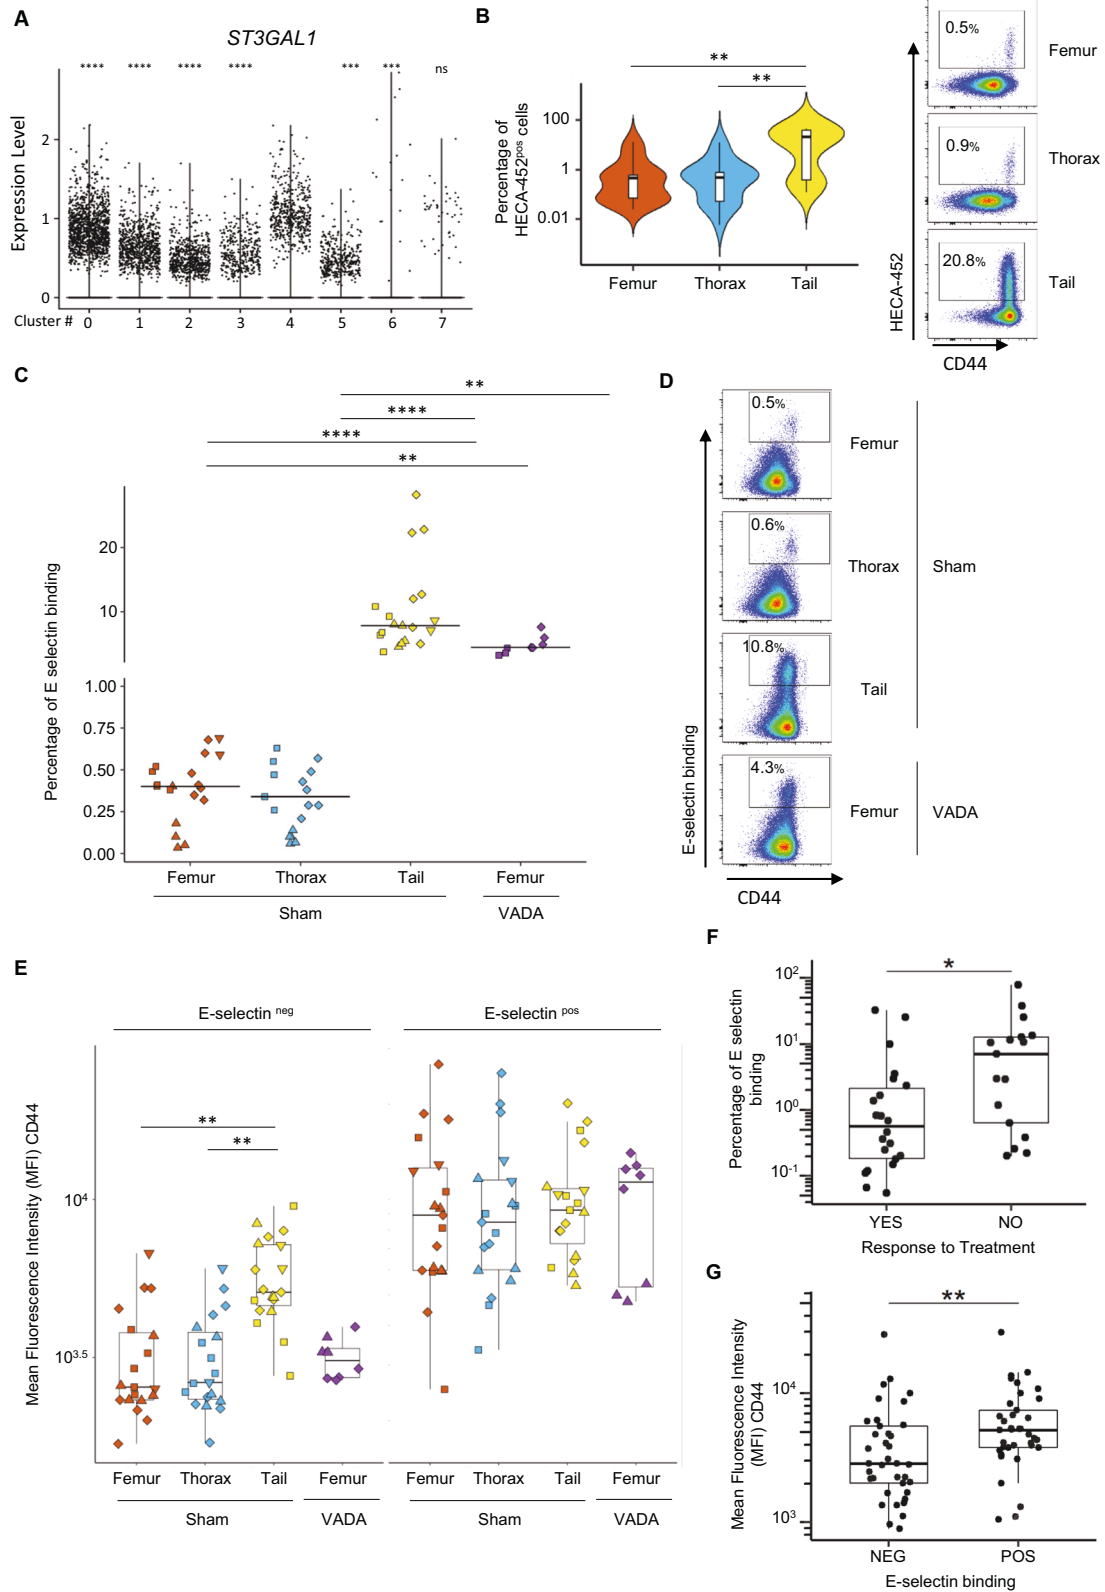 A
ST3GAL1
**** **** **** **** *** *** ns
Expression Level
2
1
0
Cluster # 0 1 2 3 4 5 6 7
B
**
**
Percentage of
HECA-452pos cells
100
1
0.01
Femur Thorax Tail
0.5%
Femur
0.9%
Thorax
20.8%
Tail
HECA-452
CD44
C
**
****
****
**
Percentage of E selectin binding
20
10
1.00
0.75
0.50
0.25
0.00
Femur Thorax Tail Femur
Sham VADA
D
0.5%
Femur
0.6%
Thorax
Sham
10.8%
Tail
4.3%
Femur
VADA
E-selectin binding
CD44
E
E-selectin neg E-selectin pos
**
**
Mean Fluorescence Intensity (MFI) CD44
10^4
10^3.5
Femur Thorax Tail Femur Femur Thorax Tail Femur
Sham VADA Sham VADA
F
*
Percentage of E selectin
binding
10^2
10^1
10^0
10^-1
YES NO
Response to Treatment
G
**
Mean Fluorescence Intensity
(MFI) CD44
10^4
10^3
NEG POS
E-selectin binding